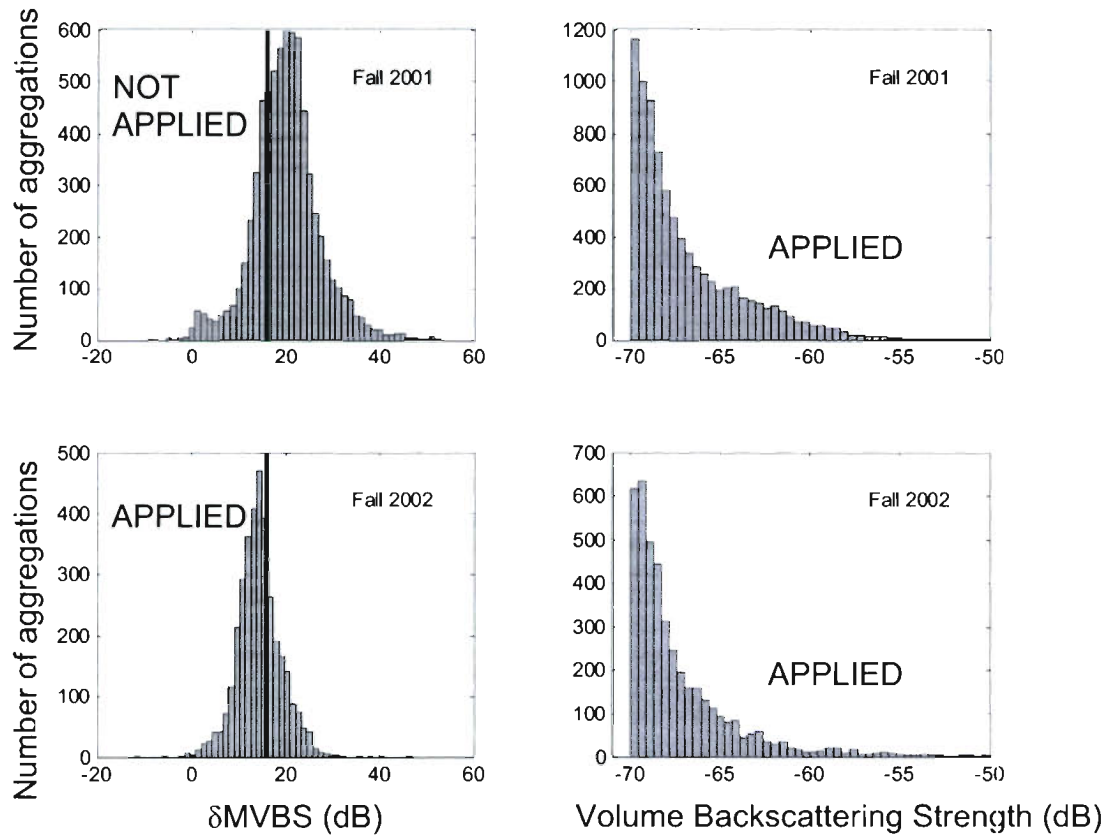 Number of aggregations
600
500
400
300
200
100
0
NOT
APPLIED
Fall 2001
-20 0 20 40 60
1200
1000
800
600
400
200
0
Fall 2001
APPLIED
-70 -65 -60 -55 -50
Number of aggregations
500
400
300
200
100
0
APPLIED
Fall 2002
-20 0 20 40 60
δMVBS (dB)
700
600
500
400
300
200
100
0
Fall 2002
APPLIED
-70 -65 -60 -55 -50
Volume Backscattering Strength (dB)